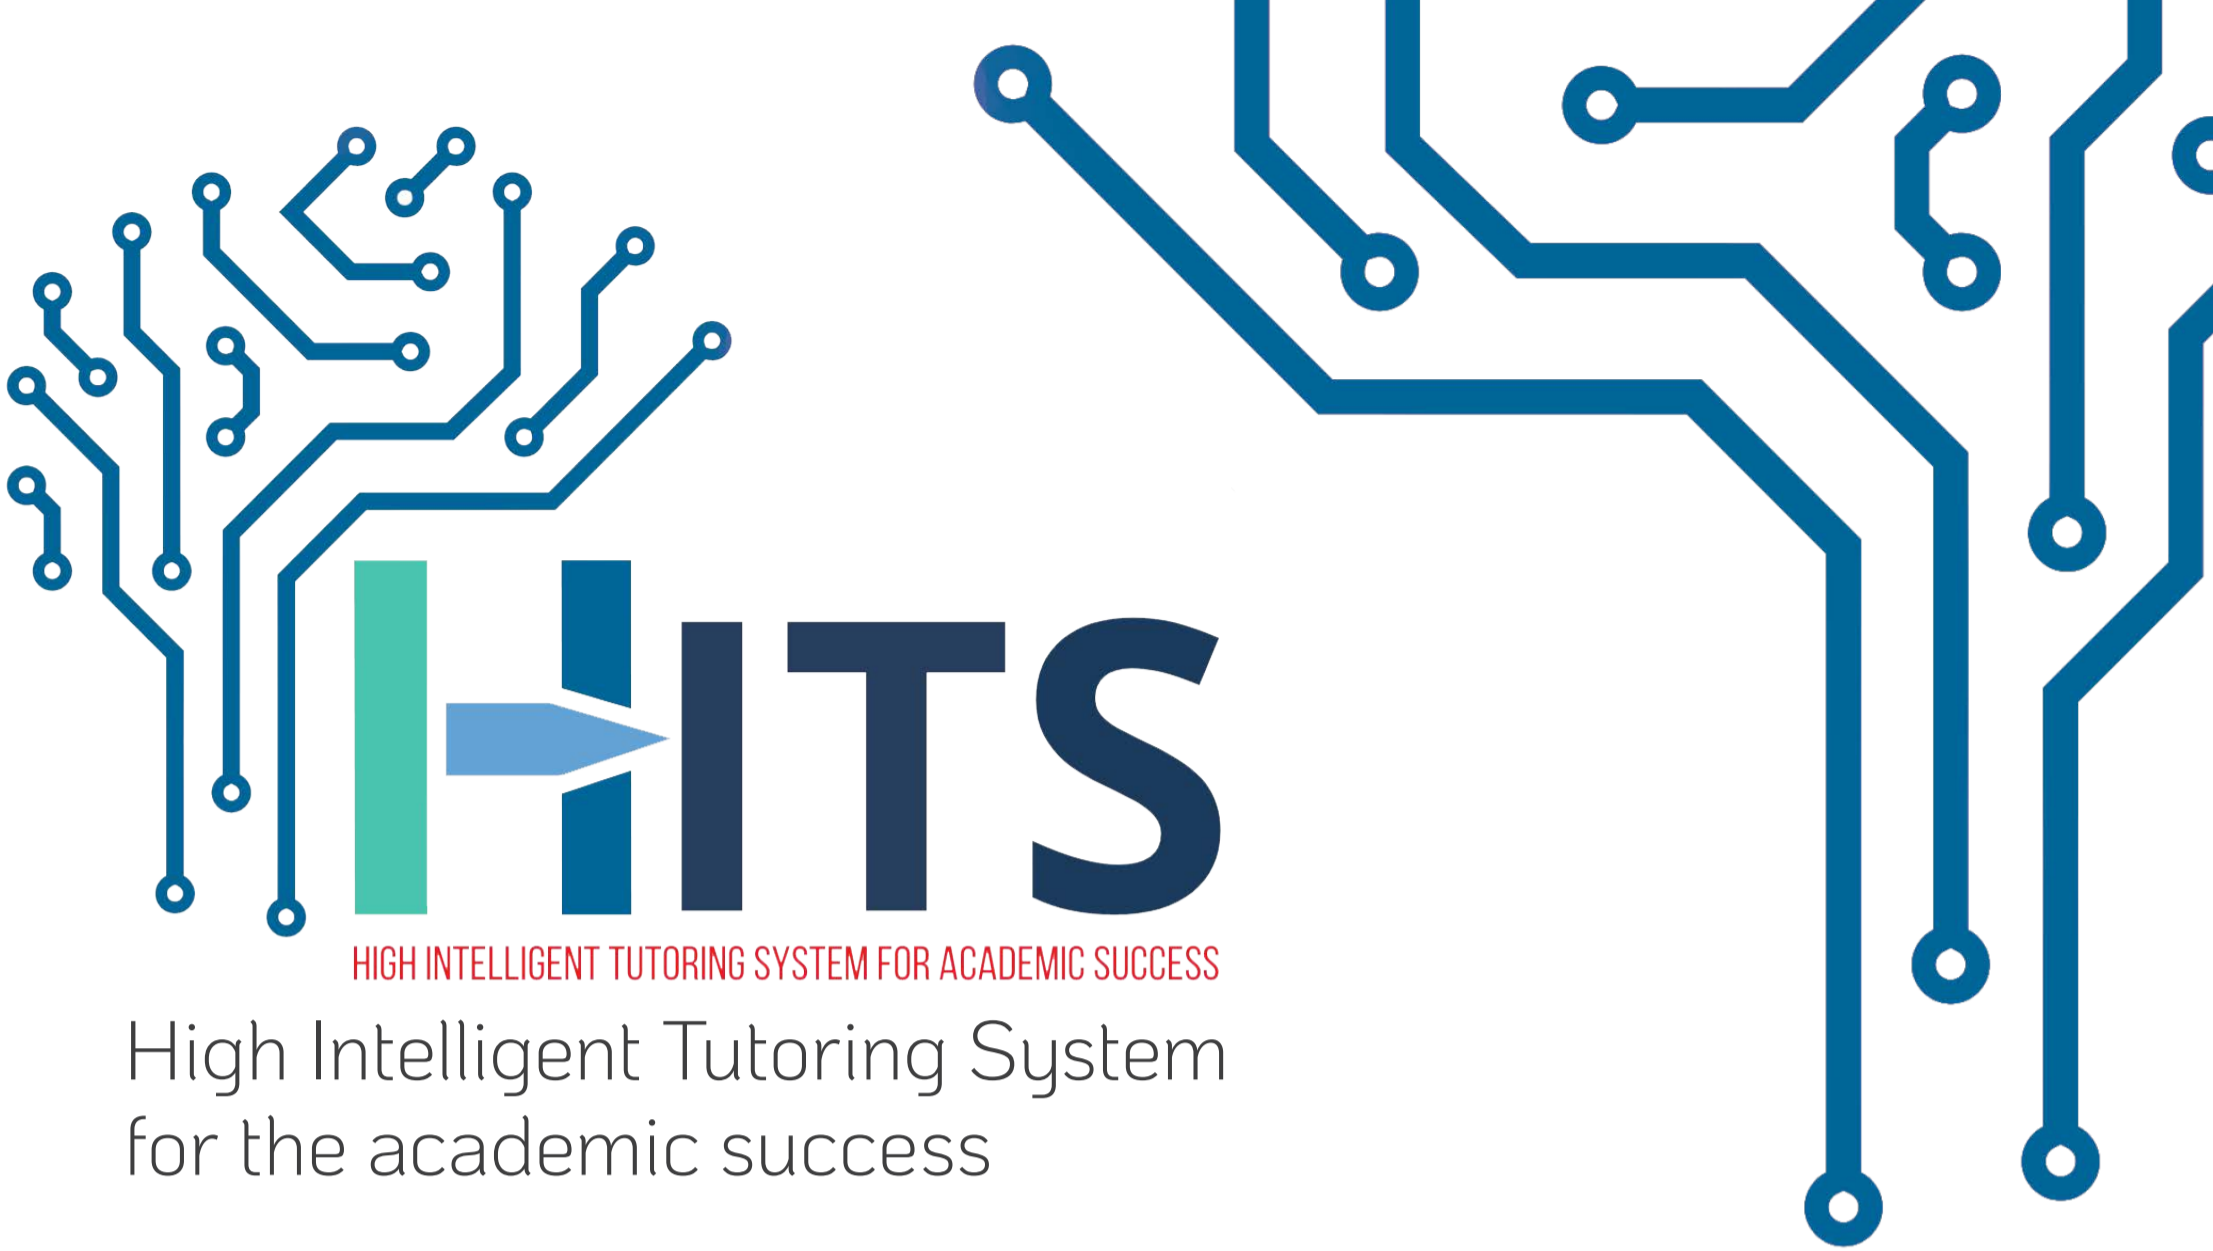 HITS
HIGH INTELLIGENT TUTORING SYSTEM FOR ACADEMIC SUCCESS
High Intelligent Tutoring System
for the academic success